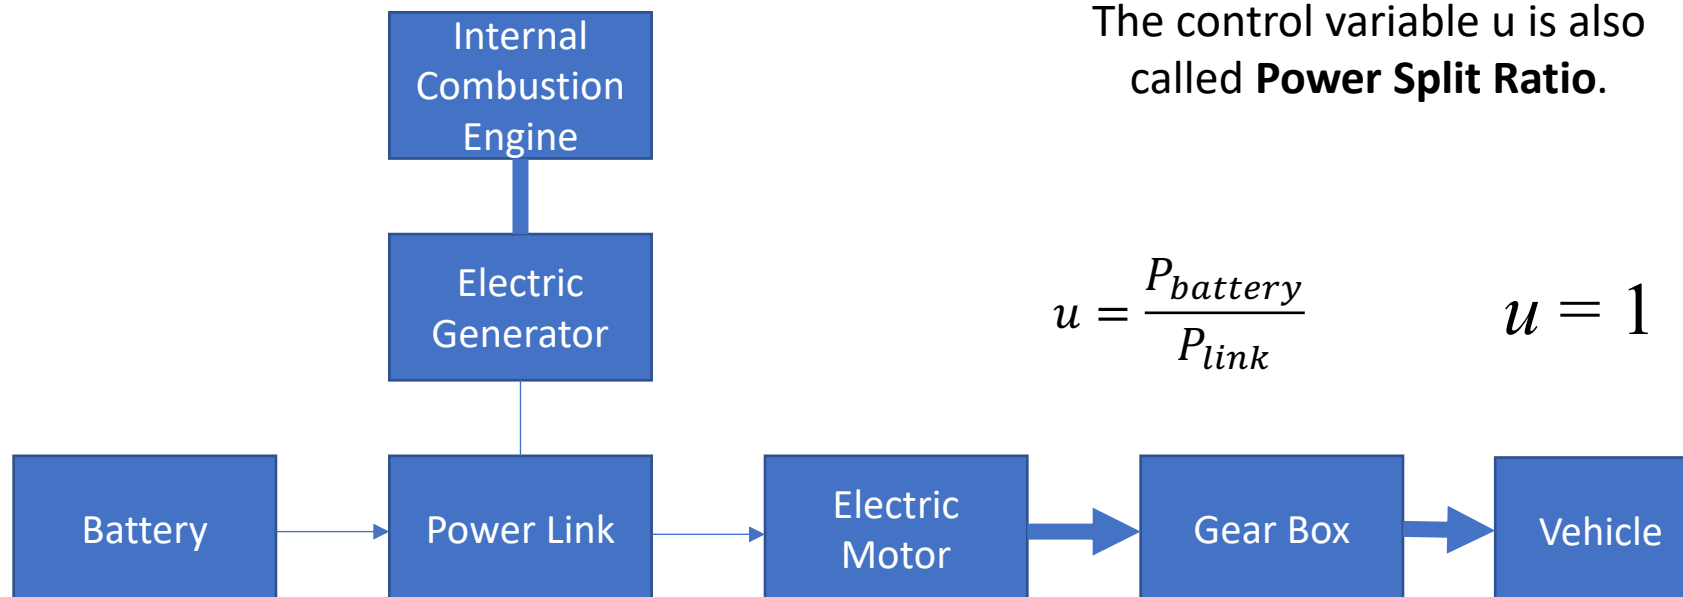 The control variable u is also
called Power Split Ratio.
Internal
Combustion
Engine
Electric
Generator
u = P_battery / P_link
u = 1
Battery
Power Link
Electric
Motor
Gear Box
Vehicle